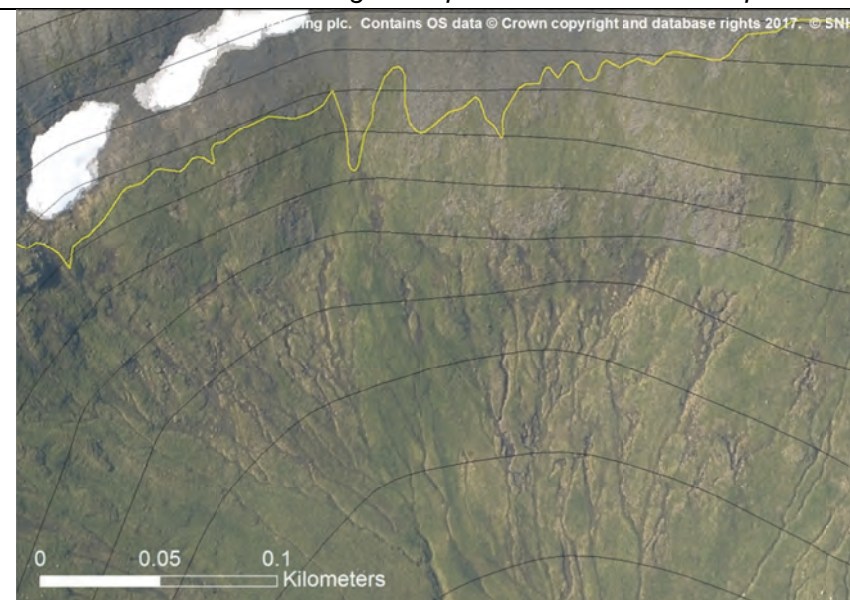 ing plc. Contains OS data © Crown copyright and database rights 2017. © SNH
0 0.05 0.1
Kilometers